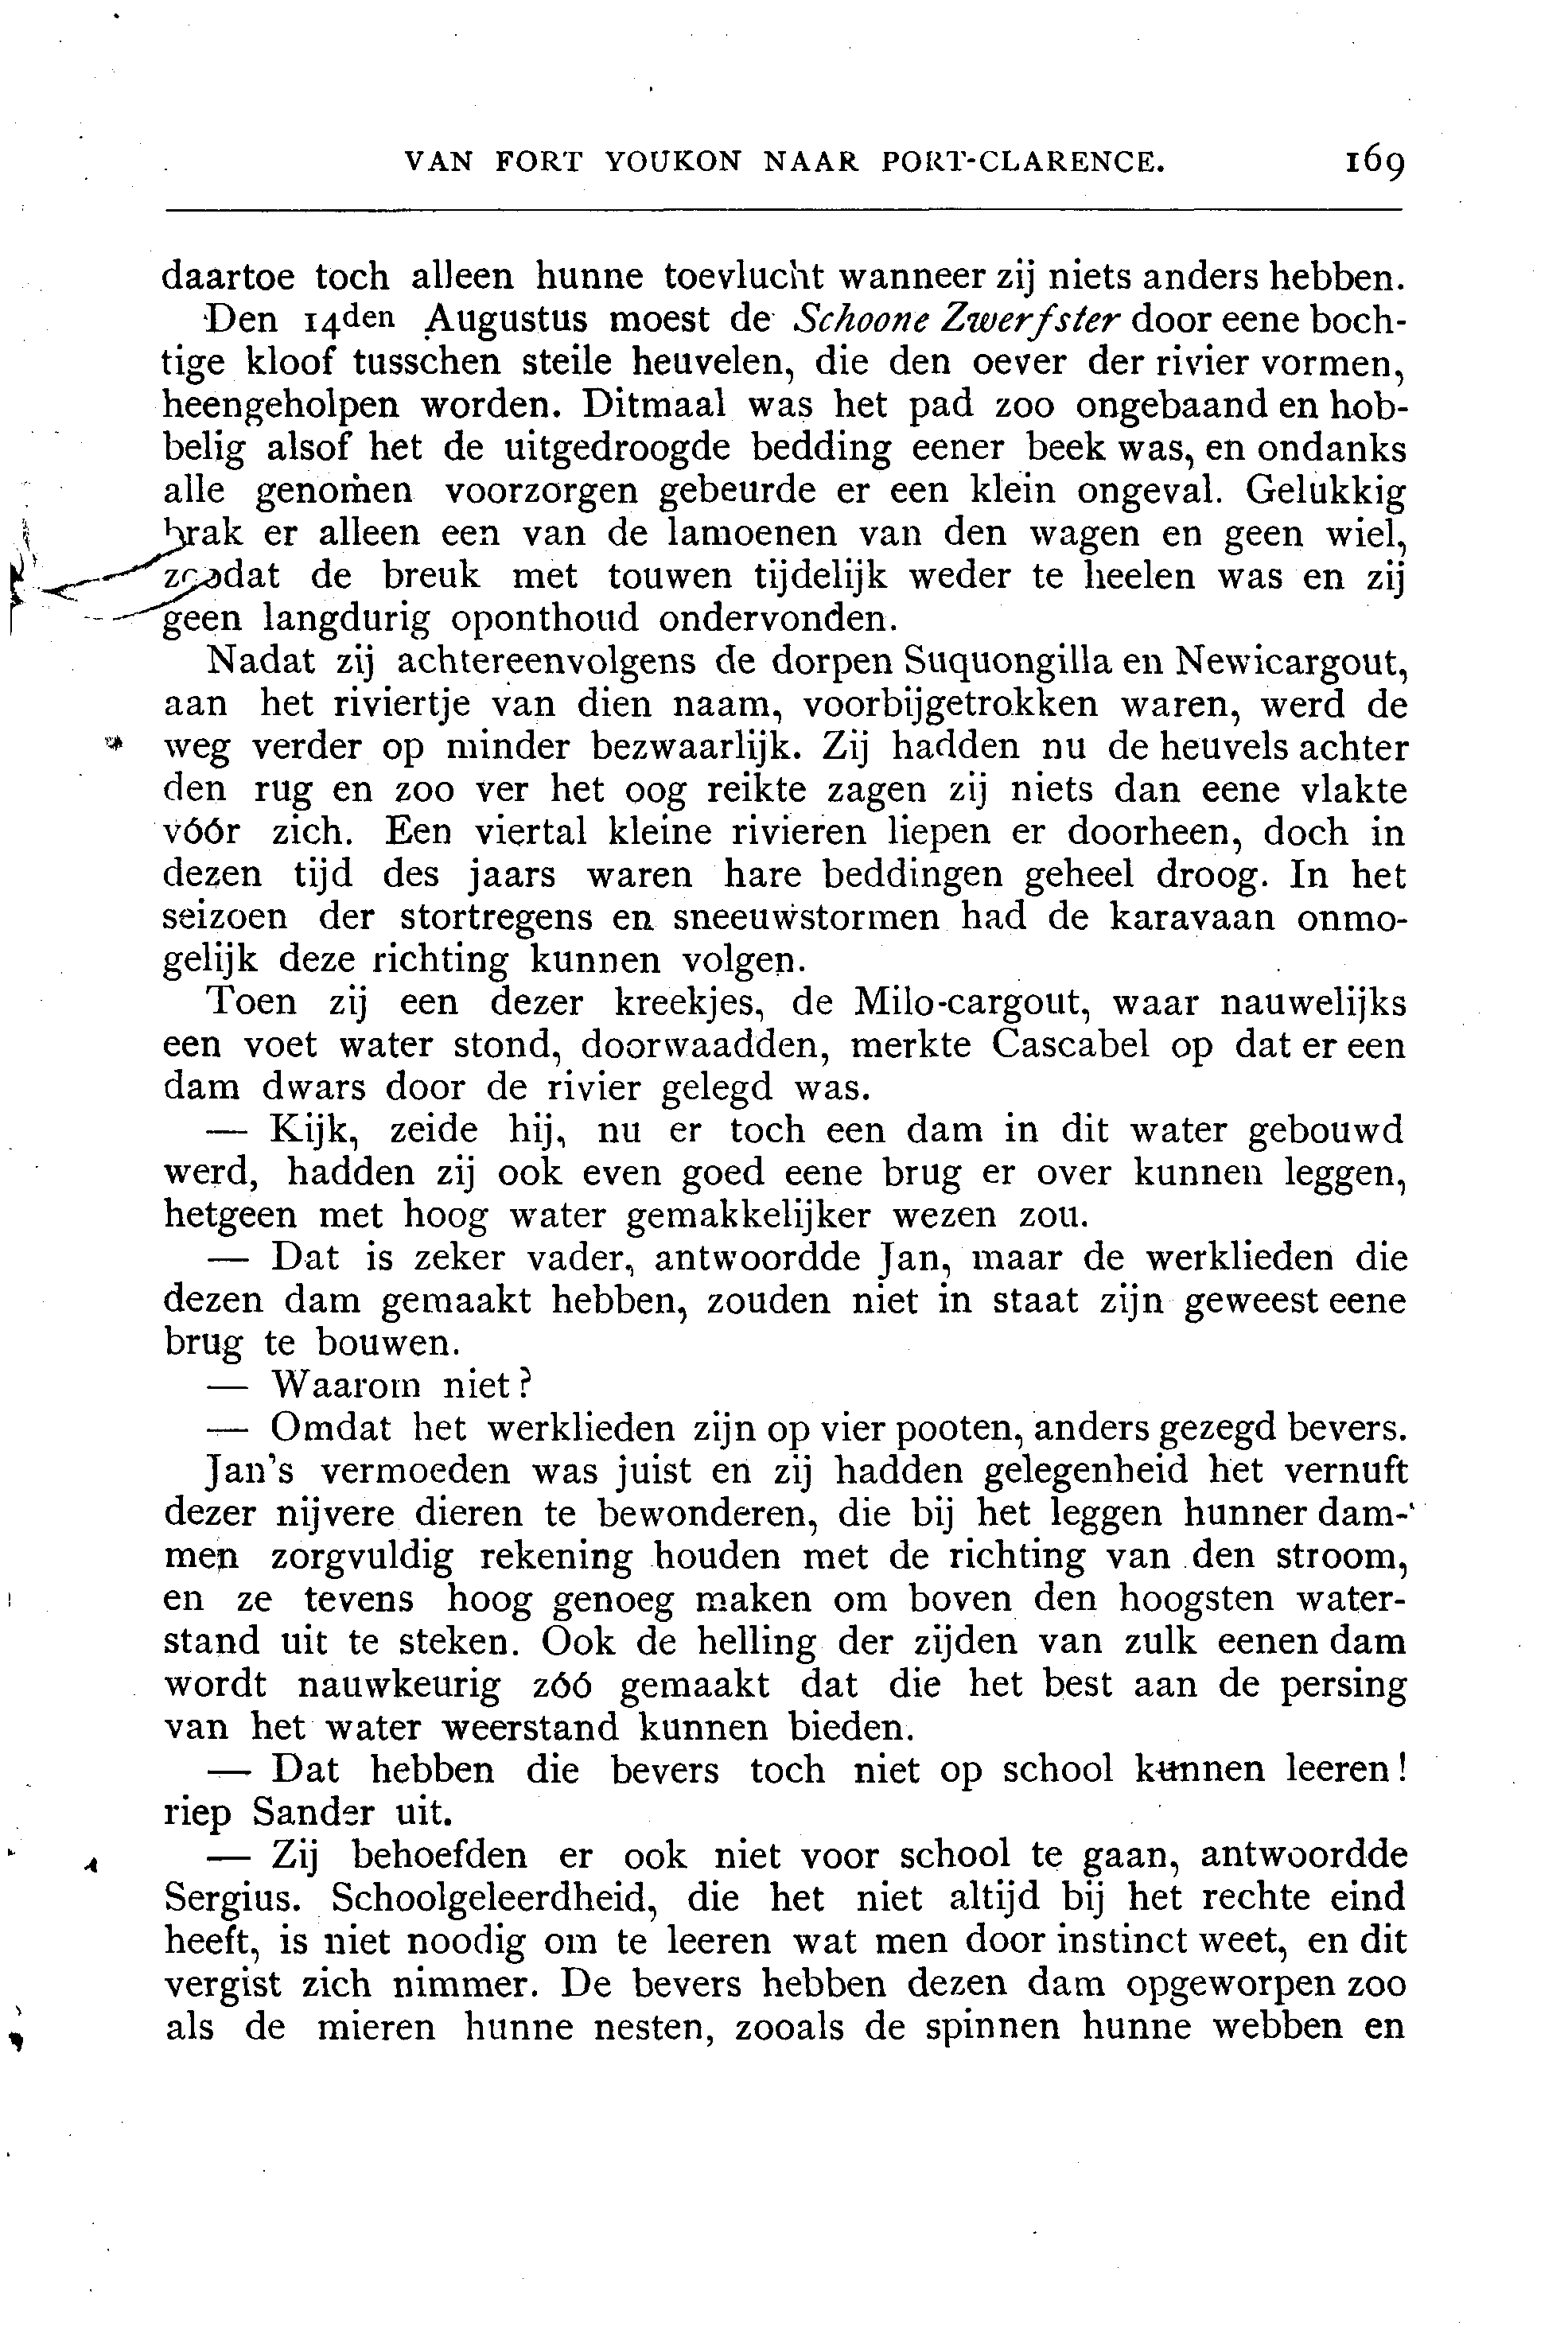 VAN FORT YOUKON NAAR PORT-CLARENCE. 169
daartoe toch alleen hunne toevlucht wanneer zij niets anders hebben.
Den 14den Augustus moest de Schoone Zwerfster door eene boch-
tige kloof tusschen steile heuvelen, die den oever der rivier vormen,
heengeholpen worden. Ditmaal was het pad zoo ongebaand en hob-
belig alsof het de uitgedroogde bedding eener beek was, en ondanks
alle genomen voorzorgen gebeurde er een klein ongeval. Gelukkig
brak er alleen een van de lamoenen van den wagen en geen wiel,
zoodat de breuk met touwen tijdelijk weder te heelen was en zij
geen langdurig oponthoud ondervonden.
Nadat zij achtereenvolgens de dorpen Suquongilla en Newicargout,
aan het riviertje van dien naam, voorbijgetrokken waren, werd de
weg verder op minder bezwaarlijk. Zij hadden nu de heuvels achter
den rug en zoo ver het oog reikte zagen zij niets dan eene vlakte
vóór zich. Een viertal kleine rivieren liepen er doorheen, doch in
dezen tijd des jaars waren hare beddingen geheel droog. In het
seizoen der stortregens en sneeuwstormen had de karavaan onmo-
gelijk deze richting kunnen volgen.
Toen zij een dezer kreekjes, de Milo-cargout, waar nauwelijks
een voet water stond, doorwaadden, merkte Cascabel op dat er een
dam dwars door de rivier gelegd was.
— Kijk, zeide hij, nu er toch een dam in dit water gebouwd
werd, hadden zij ook even goed eene brug er over kunnen leggen,
hetgeen met hoog water gemakkelijker wezen zou.
— Dat is zeker vader, antwoordde Jan, maar de werklieden die
dezen dam gemaakt hebben, zouden niet in staat zijn geweest eene
brug te bouwen.
— Waarom niet?
— Omdat het werklieden zijn op vier pooten, anders gezegd bevers.
Jan's vermoeden was juist en zij hadden gelegenheid het vernuft
dezer nijvere dieren te bewonderen, die bij het leggen hunner dam-
men zorgvuldig rekening houden met de richting van den stroom,
en ze tevens hoog genoeg maken om boven den hoogsten water-
stand uit te steken. Ook de helling der zijden van zulk eenen dam
wordt nauwkeurig zóó gemaakt dat die het best aan de persing
van het water weerstand kunnen bieden.
— Dat hebben die bevers toch niet op school kunnen leeren!
riep Sander uit.
— Zij behoefden er ook niet voor school te gaan, antwoordde
Sergius. Schoolgeleerdheid, die het niet altijd bij het rechte eind
heeft, is niet noodig om te leeren wat men door instinct weet, en dit
vergist zich nimmer. De bevers hebben dezen dam opgeworpen zoo
als de mieren hunne nesten, zooals de spinnen hunne webben en